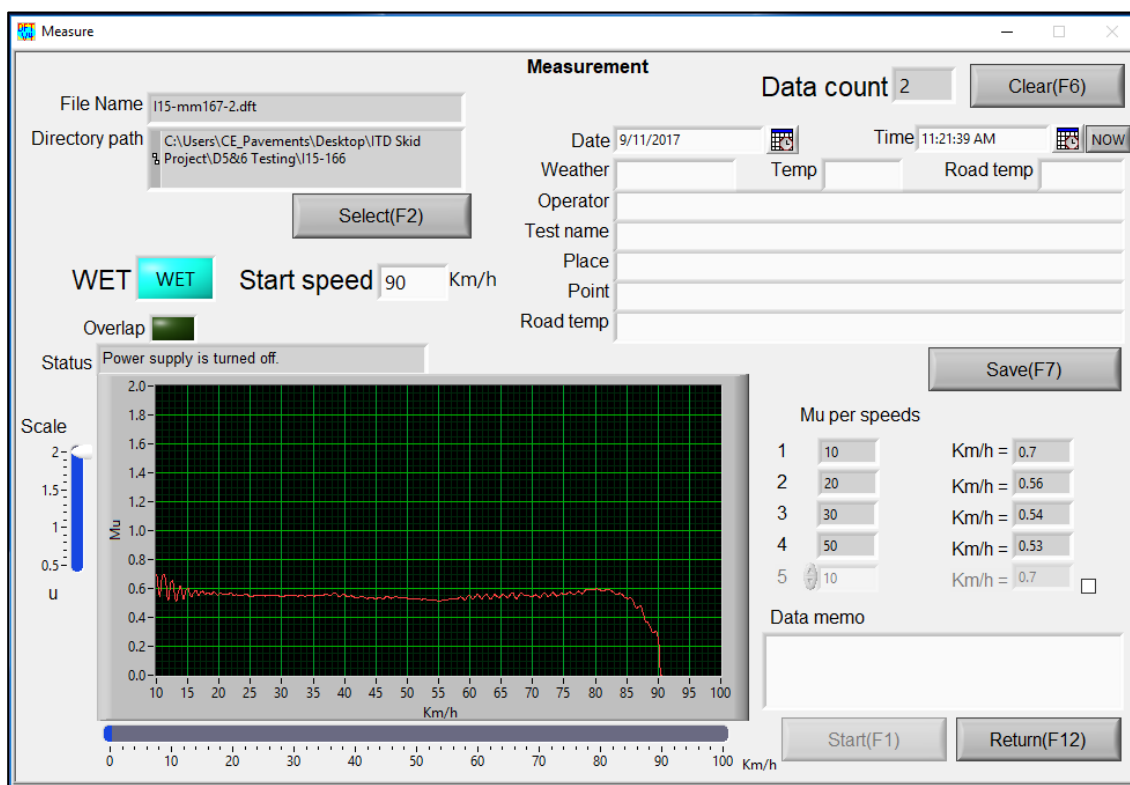 DFT V4 Measure
Measurement
Data count 2 Clear(F6)
File Name I15-mm167-2.dft
Directory path C:\Users\CE_Pavements\Desktop\ITD Skid
Project\D5&6 Testing\I15-166
Select(F2)
Date 9/11/2017 Time 11:21:39 AM NOW
Weather Temp Road temp
Operator
Test name
Place
Point
Road temp
WET WET Start speed 90 Km/h
Overlap
Status Power supply is turned off.
Save(F7)
Scale
2
1.5
1
0.5
u
Mu
2.0
1.8
1.6
1.4
1.2
1.0
0.8
0.6
0.4
0.2
0.0
10 15 20 25 30 35 40 45 50 55 60 65 70 75 80 85 90 95 100
Km/h
0 10 20 30 40 50 60 70 80 90 100 Km/h
Mu per speeds
1 10 Km/h = 0.7
2 20 Km/h = 0.56
3 30 Km/h = 0.54
4 50 Km/h = 0.53
5 10 Km/h = 0.7
Data memo
Start(F1) Return(F12)